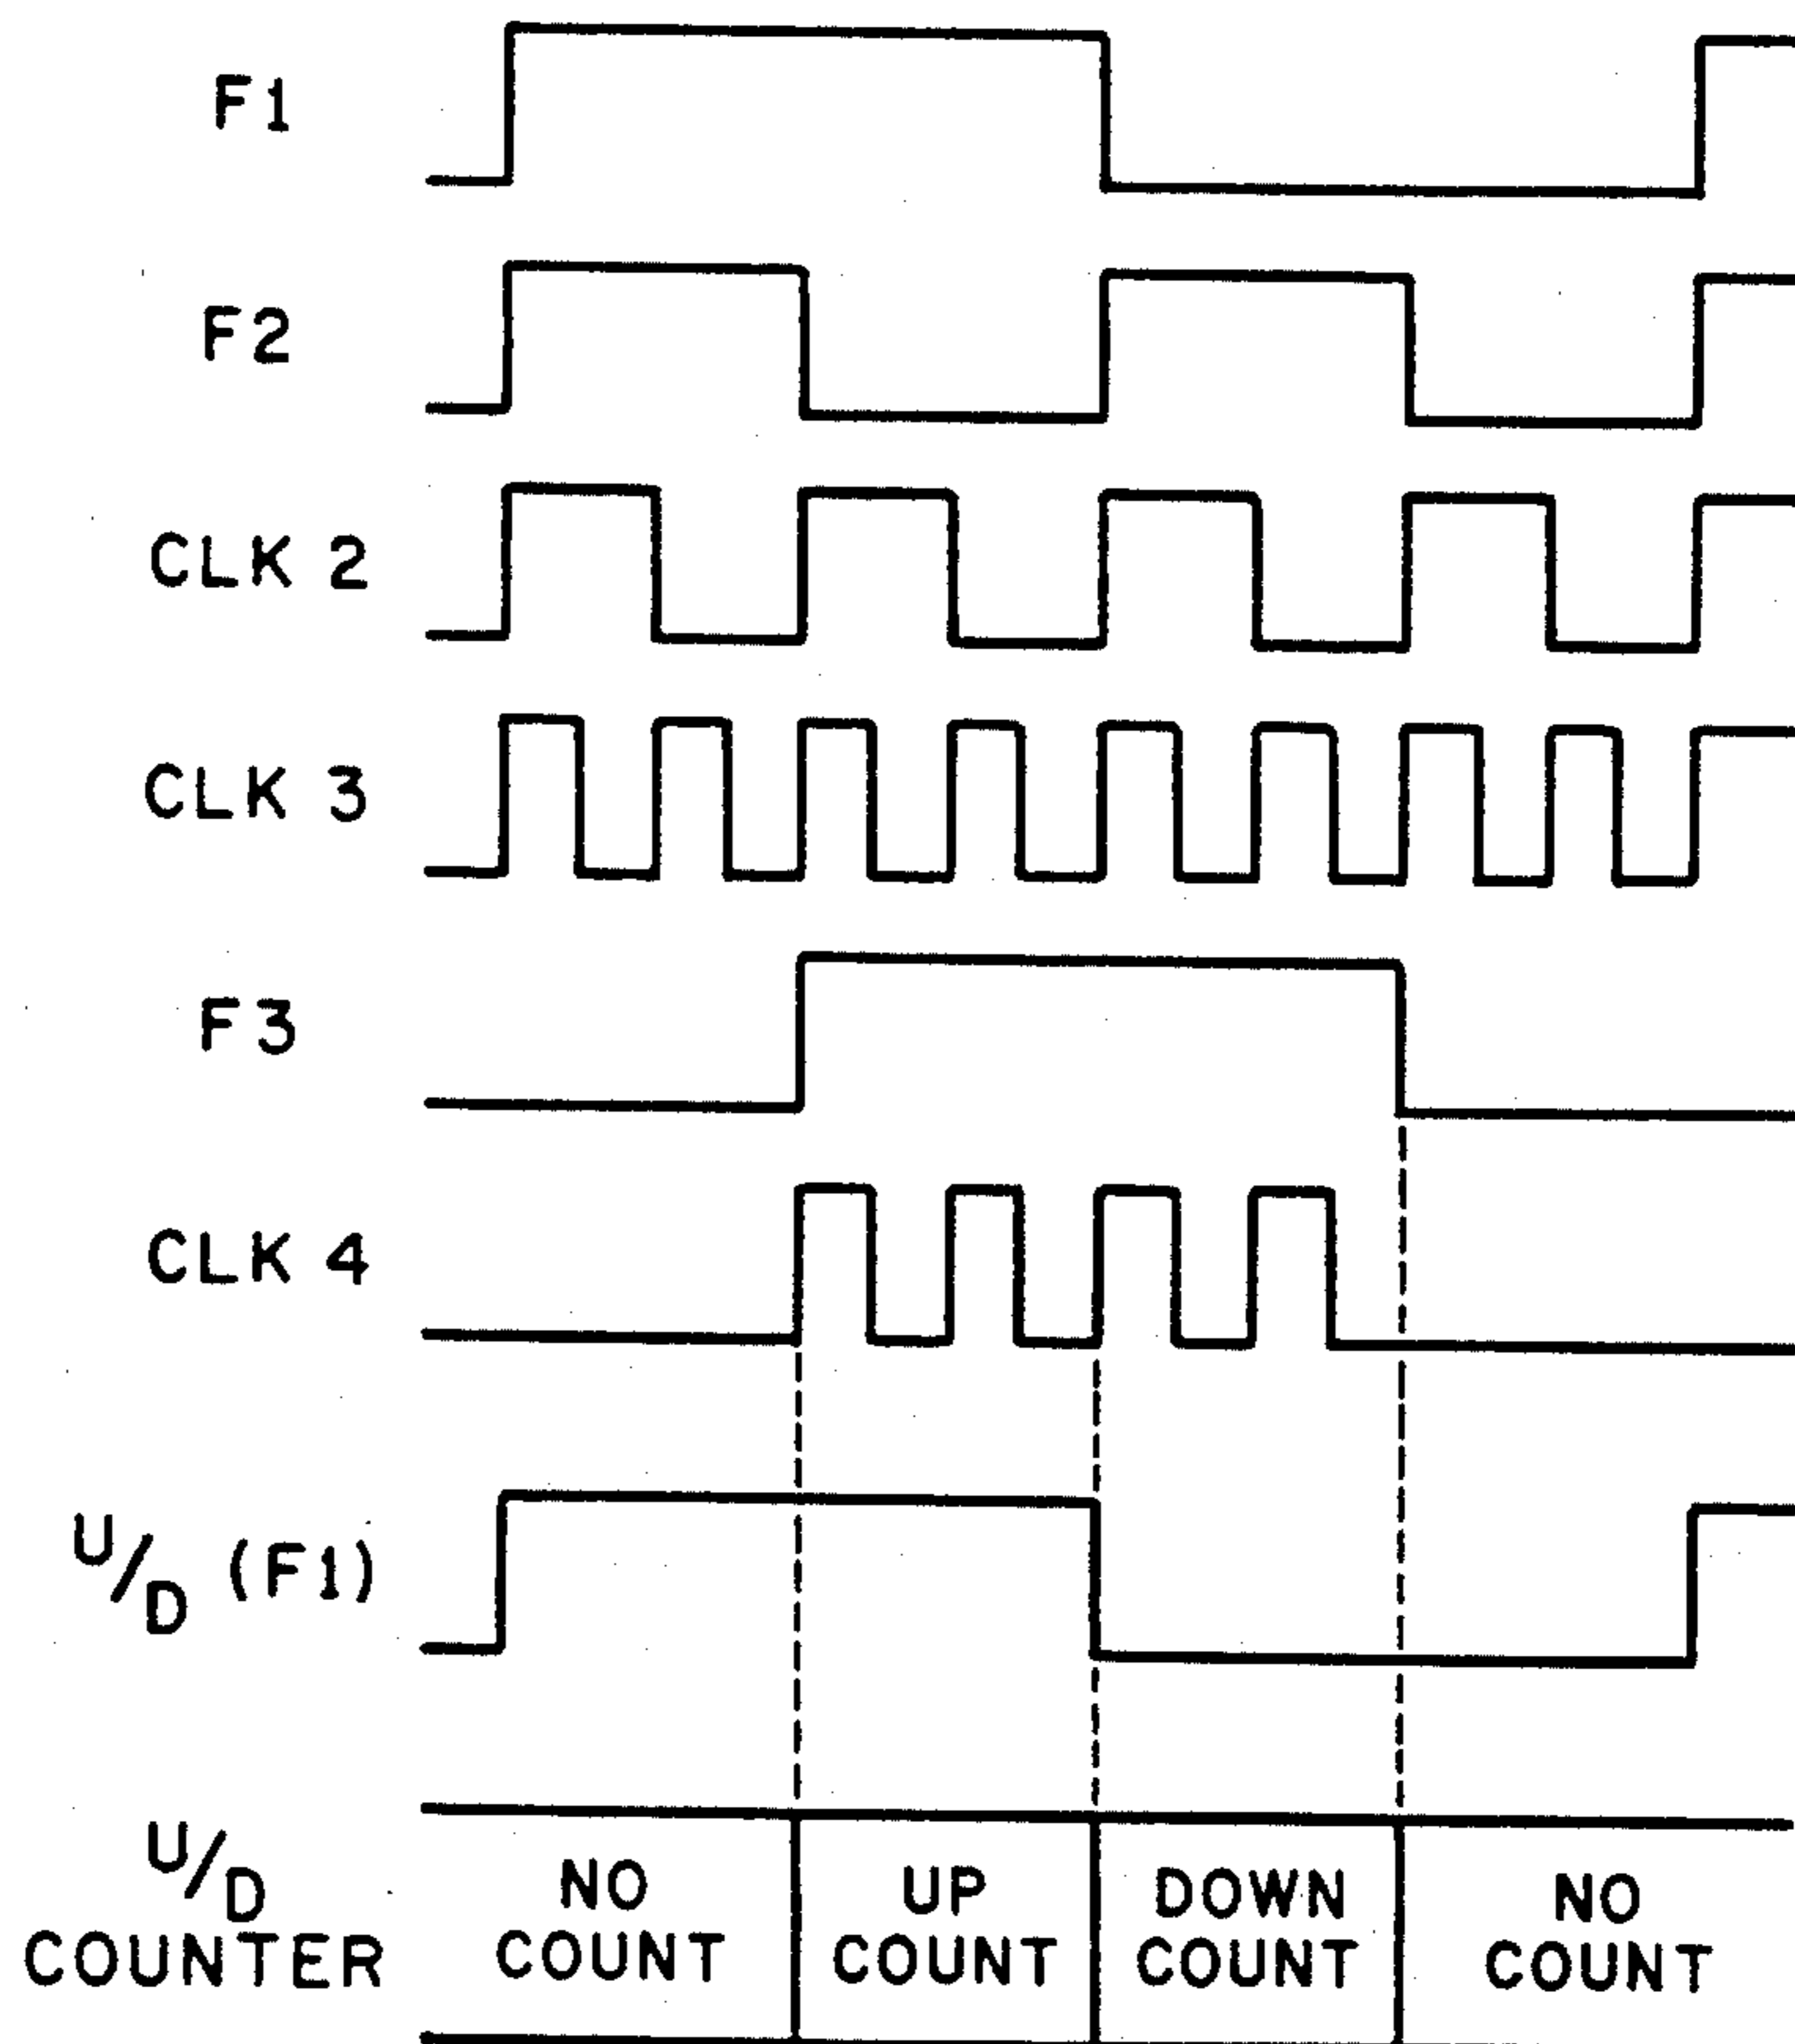 F1
F2
CLK 2
CLK 3
F3
CLK 4
U/D (F1)
U/D
COUNTER
NO
COUNT
UP
COUNT
DOWN
COUNT
NO
COUNT